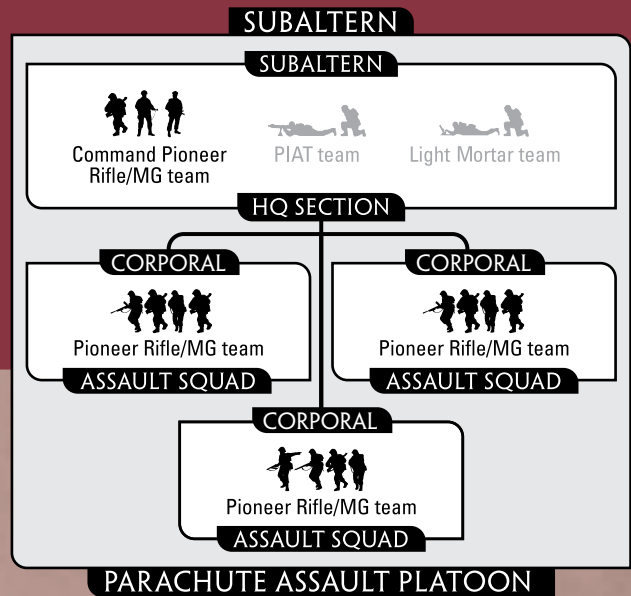 SUBALTERN
SUBALTERN
Command Pioneer
Rifle/MG team
PIAT team
Light Mortar team
HQ SECTION
CORPORAL
Pioneer Rifle/MG team
ASSAULT SQUAD
CORPORAL
Pioneer Rifle/MG team
ASSAULT SQUAD
CORPORAL
Pioneer Rifle/MG team
ASSAULT SQUAD
PARACHUTE ASSAULT PLATOON